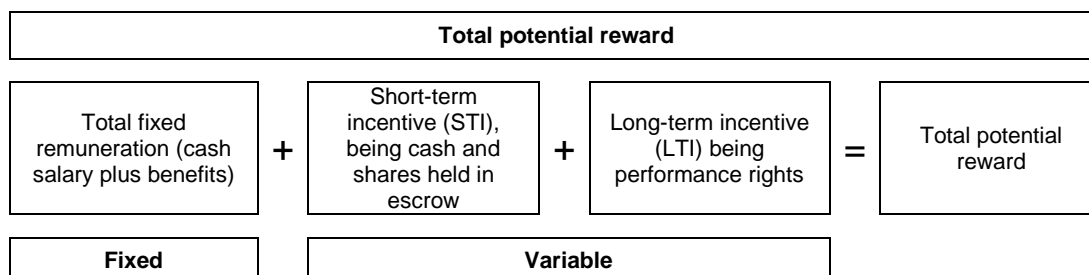 Total potential reward
Total fixed
remuneration (cash
salary plus benefits)
+
Short-term
incentive (STI),
being cash and
shares held in
escrow
+
Long-term incentive
(LTI) being
performance rights
=
Total potential
reward
Fixed
Variable